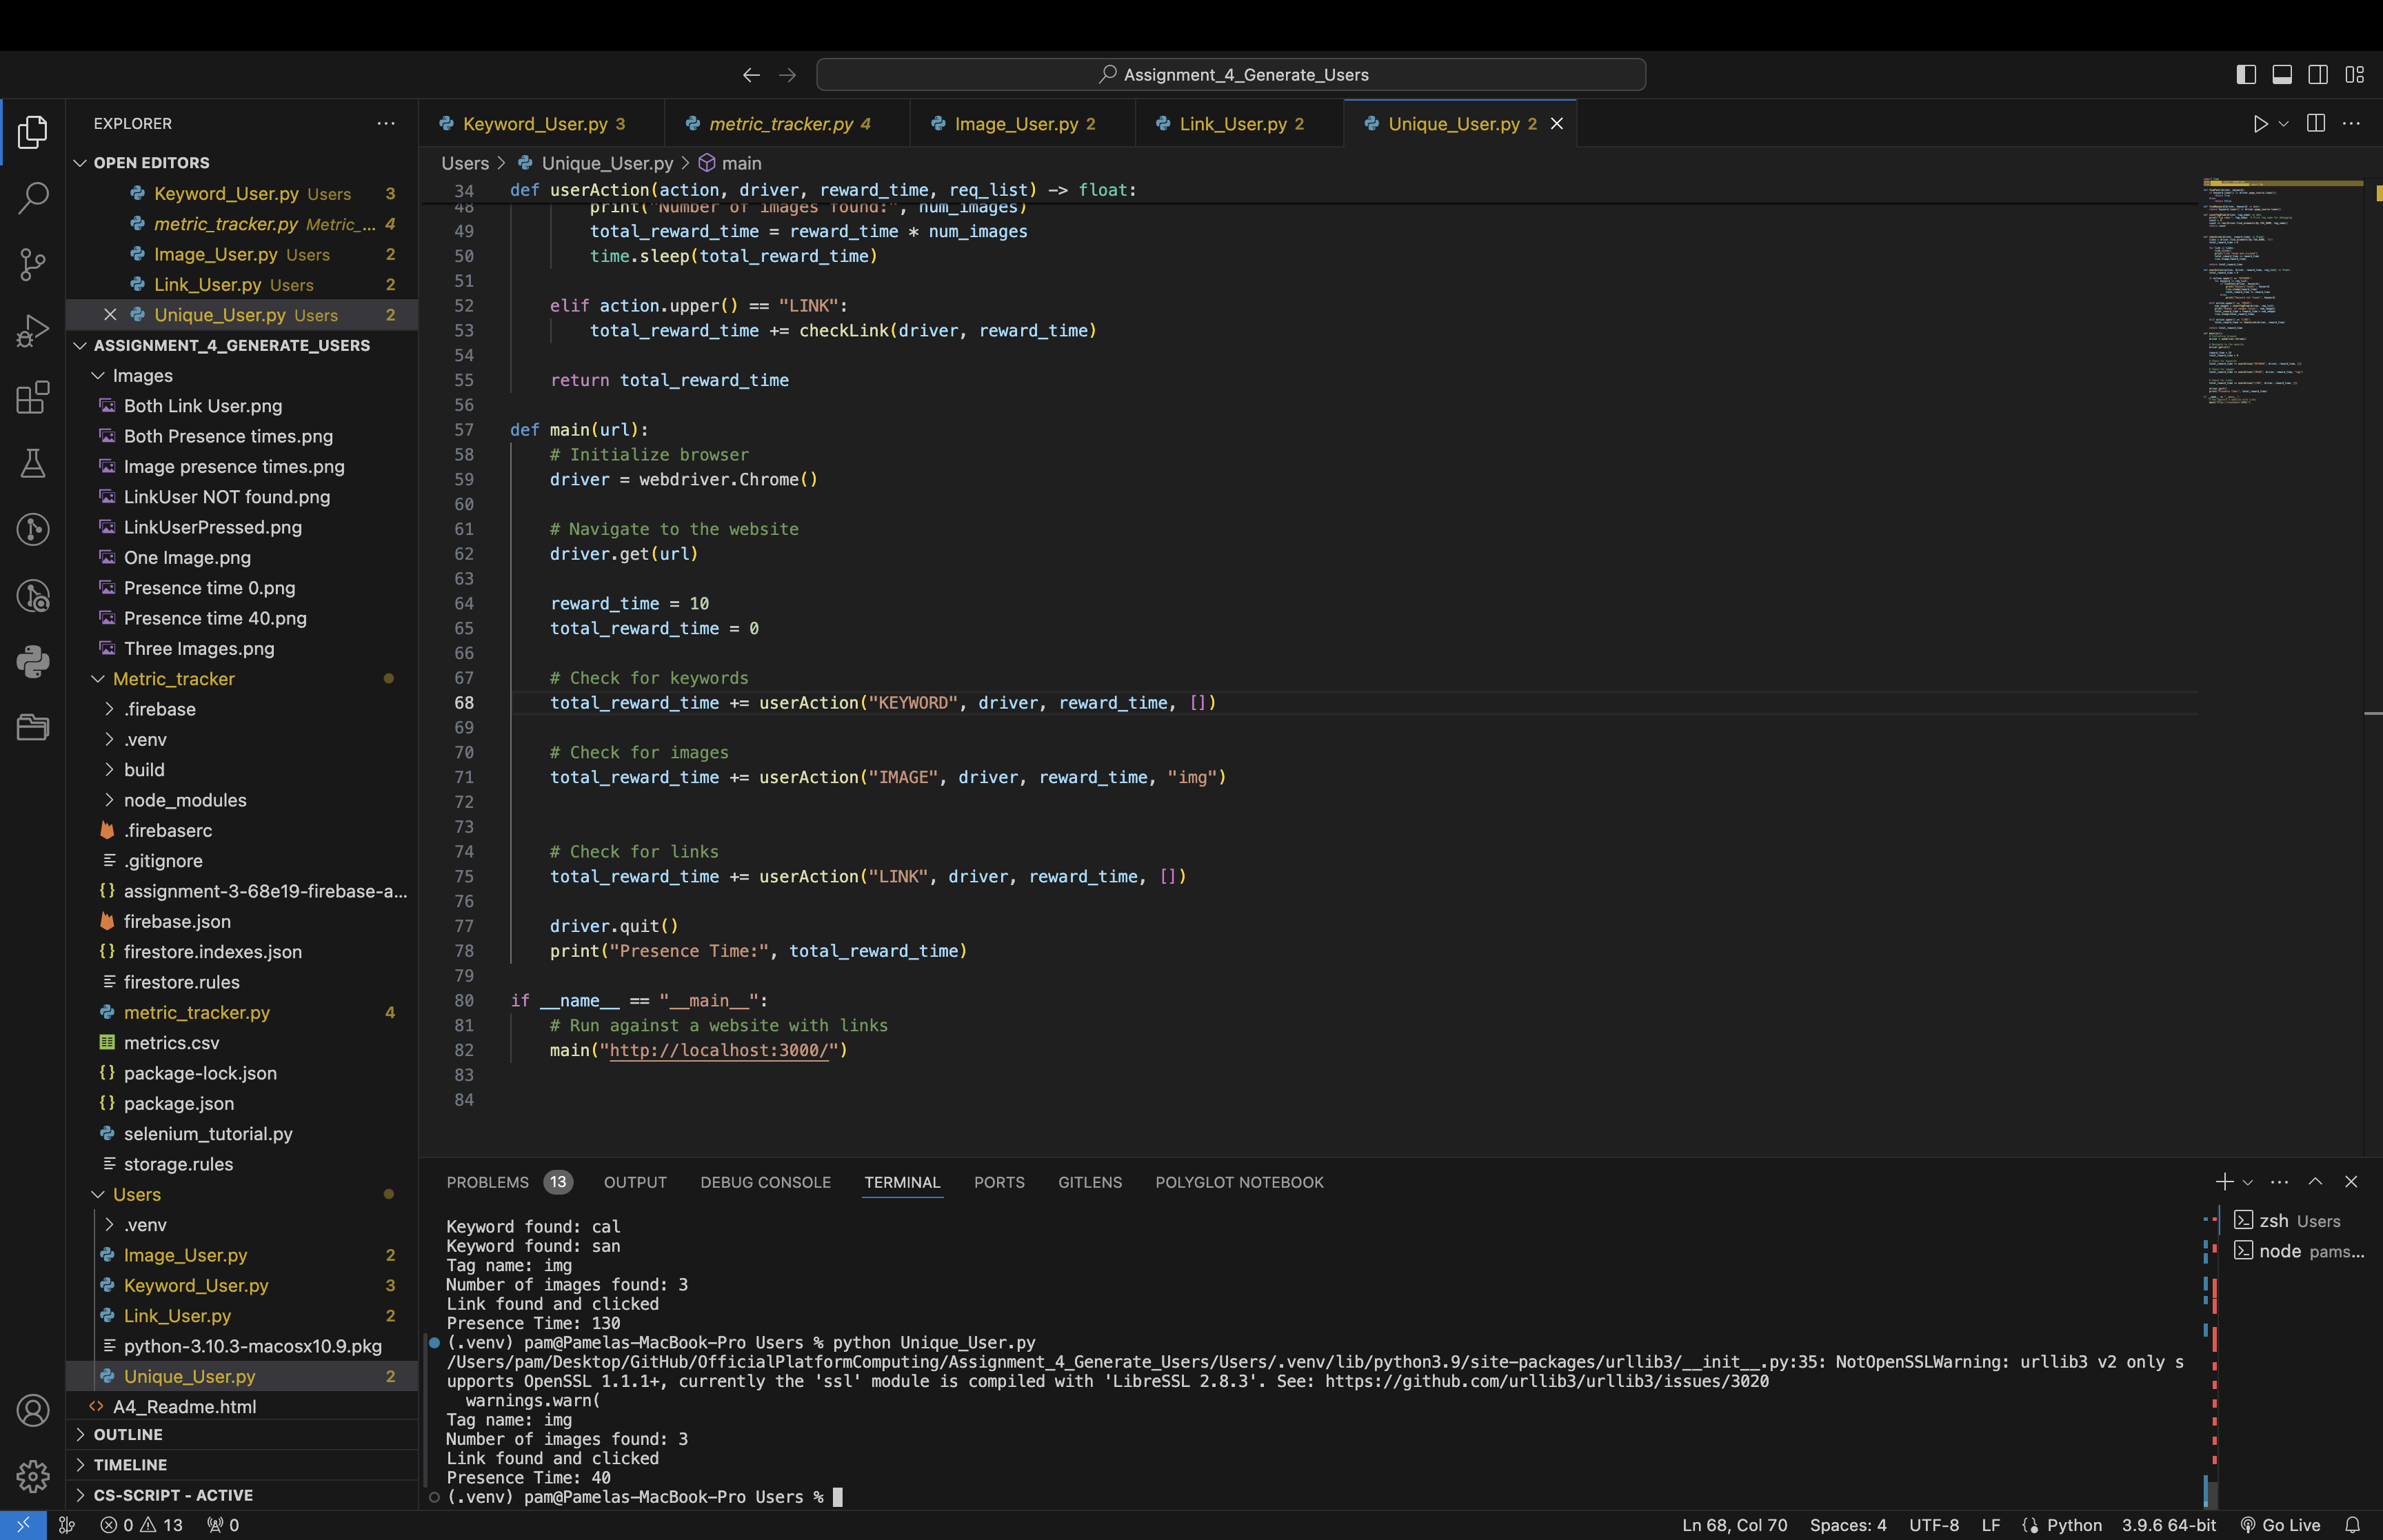 Assignment_4_Generate_Users
EXPLORER
OPEN EDITORS
Keyword_User.py Users 3
metric_tracker.py Metric_... 4
Image_User.py Users 2
Link_User.py Users 2
Unique_User.py Users 2
ASSIGNMENT_4_GENERATE_USERS
Images
Both Link User.png
Both Presence times.png
Image presence times.png
LinkUser NOT found.png
LinkUserPressed.png
One Image.png
Presence time 0.png
Presence time 40.png
Three Images.png
Metric_tracker
.firebase
.venv
build
node_modules
.firebaserc
.gitignore
assignment-3-68e19-firebase-a...
firebase.json
firestore.indexes.json
firestore.rules
metric_tracker.py 4
metrics.csv
package-lock.json
package.json
selenium_tutorial.py
storage.rules
Users
.venv
Image_User.py 2
Keyword_User.py 3
Link_User.py 2
python-3.10.3-macosx10.9.pkg
Unique_User.py 2
A4_Readme.html
OUTLINE
TIMELINE
CS-SCRIPT - ACTIVE
Keyword_User.py 3 metric_tracker.py 4 Image_User.py 2 Link_User.py 2 Unique_User.py 2
Users > Unique_User.py > main
34 def userAction(action, driver, reward_time, req_list) -> float:
48 print("Number of images found:", num_images)
49 total_reward_time = reward_time * num_images
50 time.sleep(total_reward_time)
51
52 elif action.upper() == "LINK":
53 total_reward_time += checkLink(driver, reward_time)
54
55 return total_reward_time
56
57 def main(url):
58 # Initialize browser
59 driver = webdriver.Chrome()
60
61 # Navigate to the website
62 driver.get(url)
63
64 reward_time = 10
65 total_reward_time = 0
66
67 # Check for keywords
68 total_reward_time += userAction("KEYWORD", driver, reward_time, [])
69
70 # Check for images
71 total_reward_time += userAction("IMAGE", driver, reward_time, "img")
72
73
74 # Check for links
75 total_reward_time += userAction("LINK", driver, reward_time, [])
76
77 driver.quit()
78 print("Presence Time:", total_reward_time)
79
80 if __name__ == "__main__":
81 # Run against a website with links
82 main("http://localhost:3000/")
83
84
PROBLEMS 13 OUTPUT DEBUG CONSOLE TERMINAL PORTS GITLENS POLYGLOT NOTEBOOK
Keyword found: cal
Keyword found: san
Tag name: img
Number of images found: 3
Link found and clicked
Presence Time: 130
(.venv) pam@Pamelas-MacBook-Pro Users % python Unique_User.py
/Users/pam/Desktop/GitHub/OfficialPlatformComputing/Assignment_4_Generate_Users/Users/.venv/lib/python3.9/site-packages/urllib3/__init__.py:35: NotOpenSSLWarning: urllib3 v2 only s
upports OpenSSL 1.1.1+, currently the 'ssl' module is compiled with 'LibreSSL 2.8.3'. See: https://github.com/urllib3/urllib3/issues/3020
warnings.warn(
Tag name: img
Number of images found: 3
Link found and clicked
Presence Time: 40
(.venv) pam@Pamelas-MacBook-Pro Users %
zsh Users
node pams...
0 13 0
Ln 68, Col 70 Spaces: 4 UTF-8 LF Python 3.9.6 64-bit Go Live